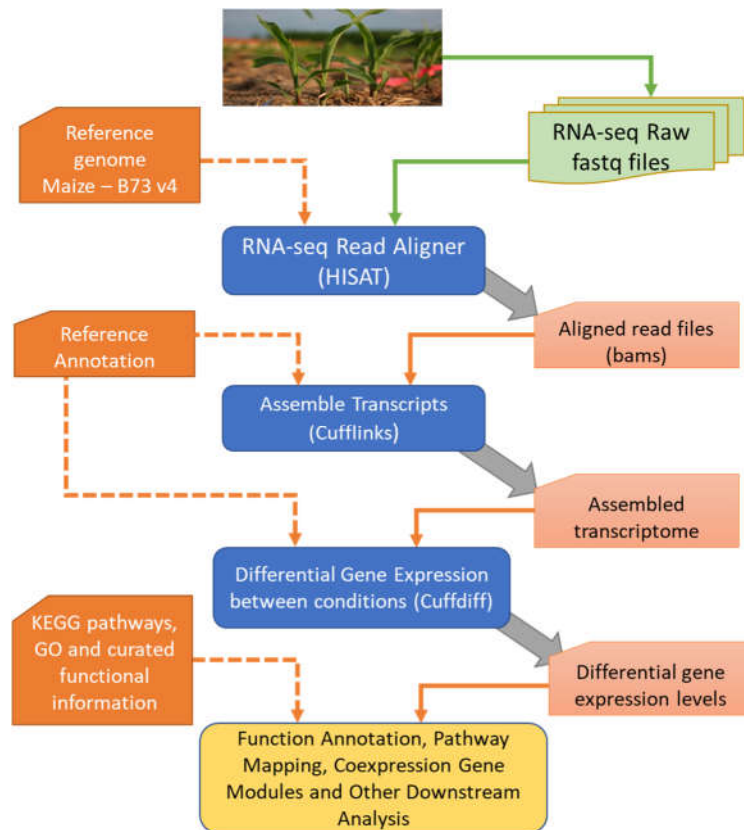 RNA-seq Raw
fastq files
Reference
genome
Maize – B73 v4
RNA-seq Read Aligner
(HISAT)
Aligned read files
(bams)
Reference
Annotation
Assemble Transcripts
(Cufflinks)
Assembled
transcriptome
Differential Gene Expression
between conditions (Cuffdiff)
KEGG pathways,
GO and curated
functional
information
Differential gene
expression levels
Function Annotation, Pathway
Mapping, Coexpression Gene
Modules and Other Downstream
Analysis